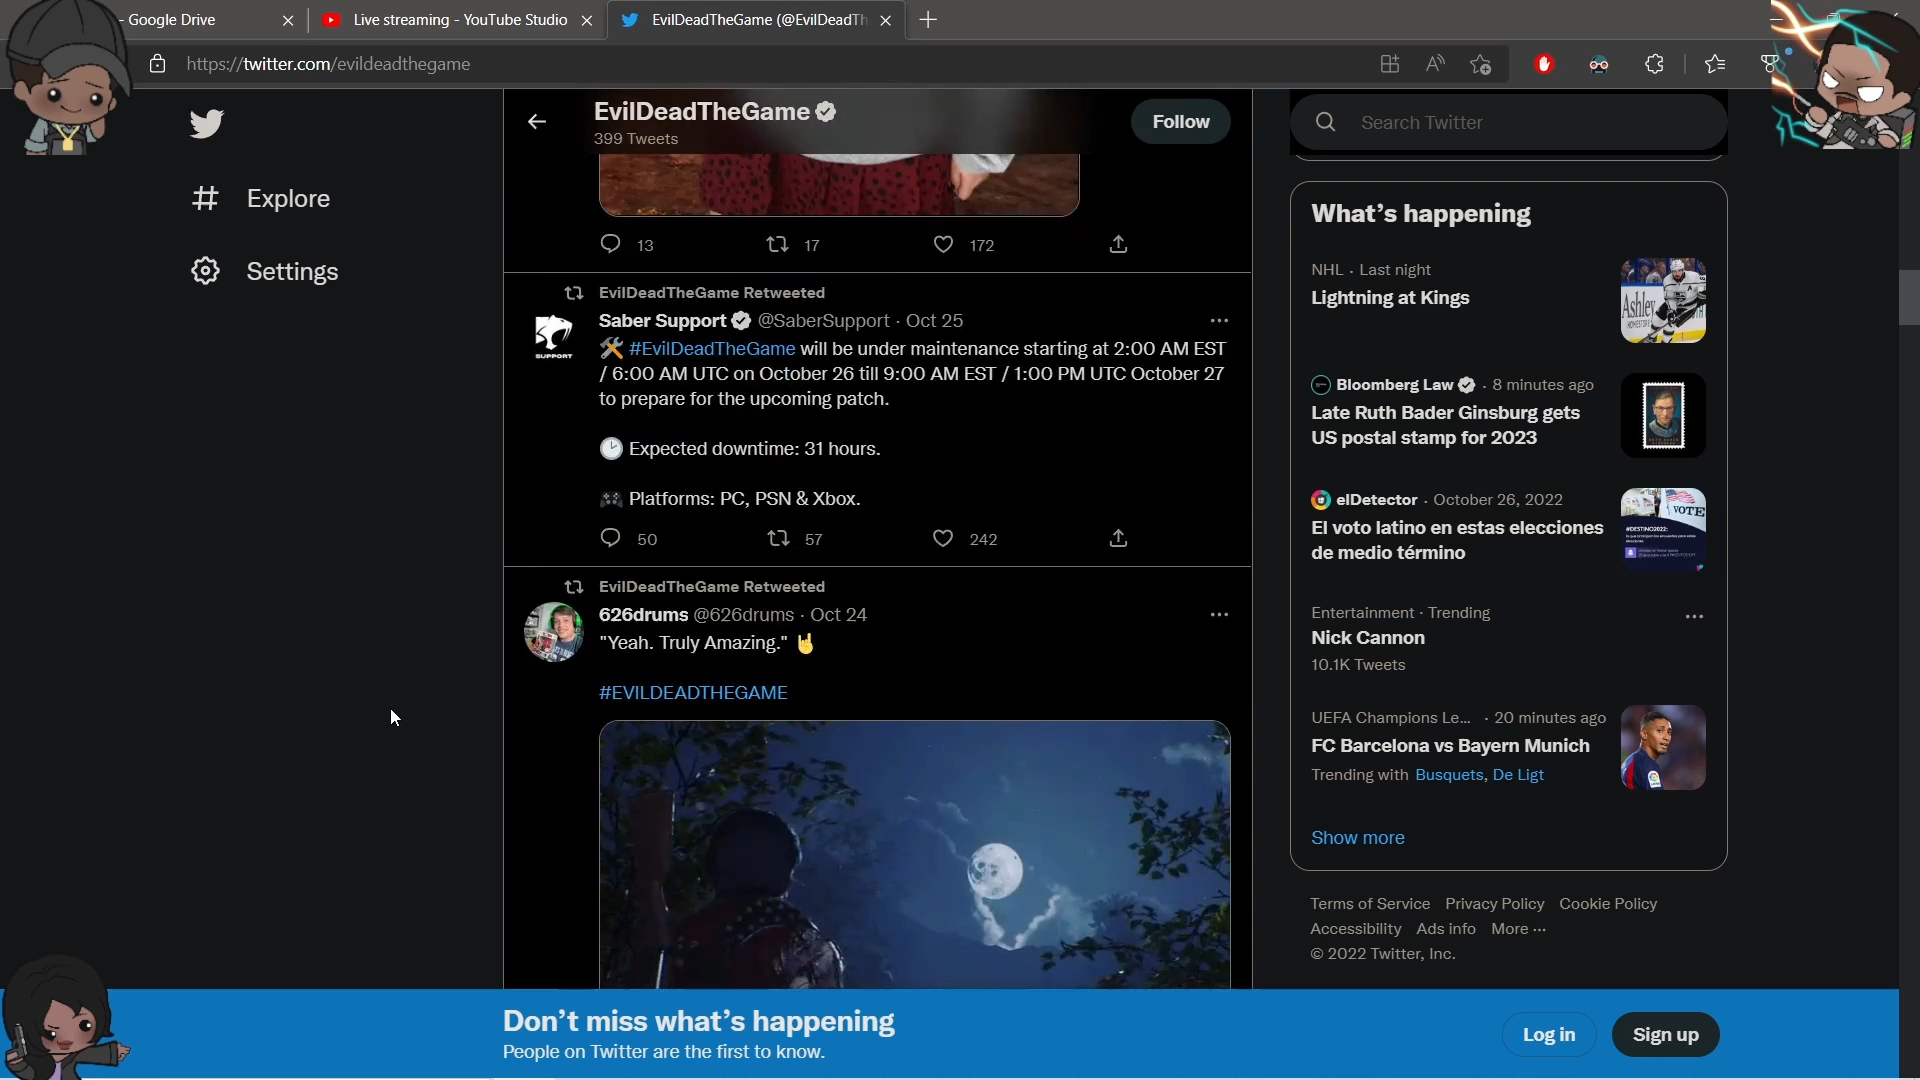 - Google Drive
Live streaming - YouTube Studio
EvilDeadTheGame (@EvilDeadTh
https://twitter.com/evildeadthegame
Explore
Settings
EvilDeadTheGame
399 Tweets
Follow
13
17
172
EvilDeadTheGame Retweeted
Saber Support @SaberSupport · Oct 25
SUPPORT
🛠 #EvilDeadTheGame will be under maintenance starting at 2:00 AM EST
/ 6:00 AM UTC on October 26 till 9:00 AM EST / 1:00 PM UTC October 27
to prepare for the upcoming patch.
🕑 Expected downtime: 31 hours.
🎮 Platforms: PC, PSN & Xbox.
50
57
242
EvilDeadTheGame Retweeted
626drums @626drums · Oct 24
"Yeah. Truly Amazing." 🤘
#EVILDEADTHEGAME
Search Twitter
What's happening
NHL · Last night
Lightning at Kings
Ashley
Bloomberg Law · 8 minutes ago
Late Ruth Bader Ginsburg gets
US postal stamp for 2023
elDetector · October 26, 2022
El voto latino en estas elecciones
de medio término
VOTE
#DESTINO2022:
Entertainment · Trending
Nick Cannon
10.1K Tweets
UEFA Champions Le... · 20 minutes ago
FC Barcelona vs Bayern Munich
Trending with Busquets, De Ligt
Show more
Terms of Service Privacy Policy Cookie Policy
Accessibility Ads info More ···
© 2022 Twitter, Inc.
Don't miss what's happening
People on Twitter are the first to know.
Log in
Sign up